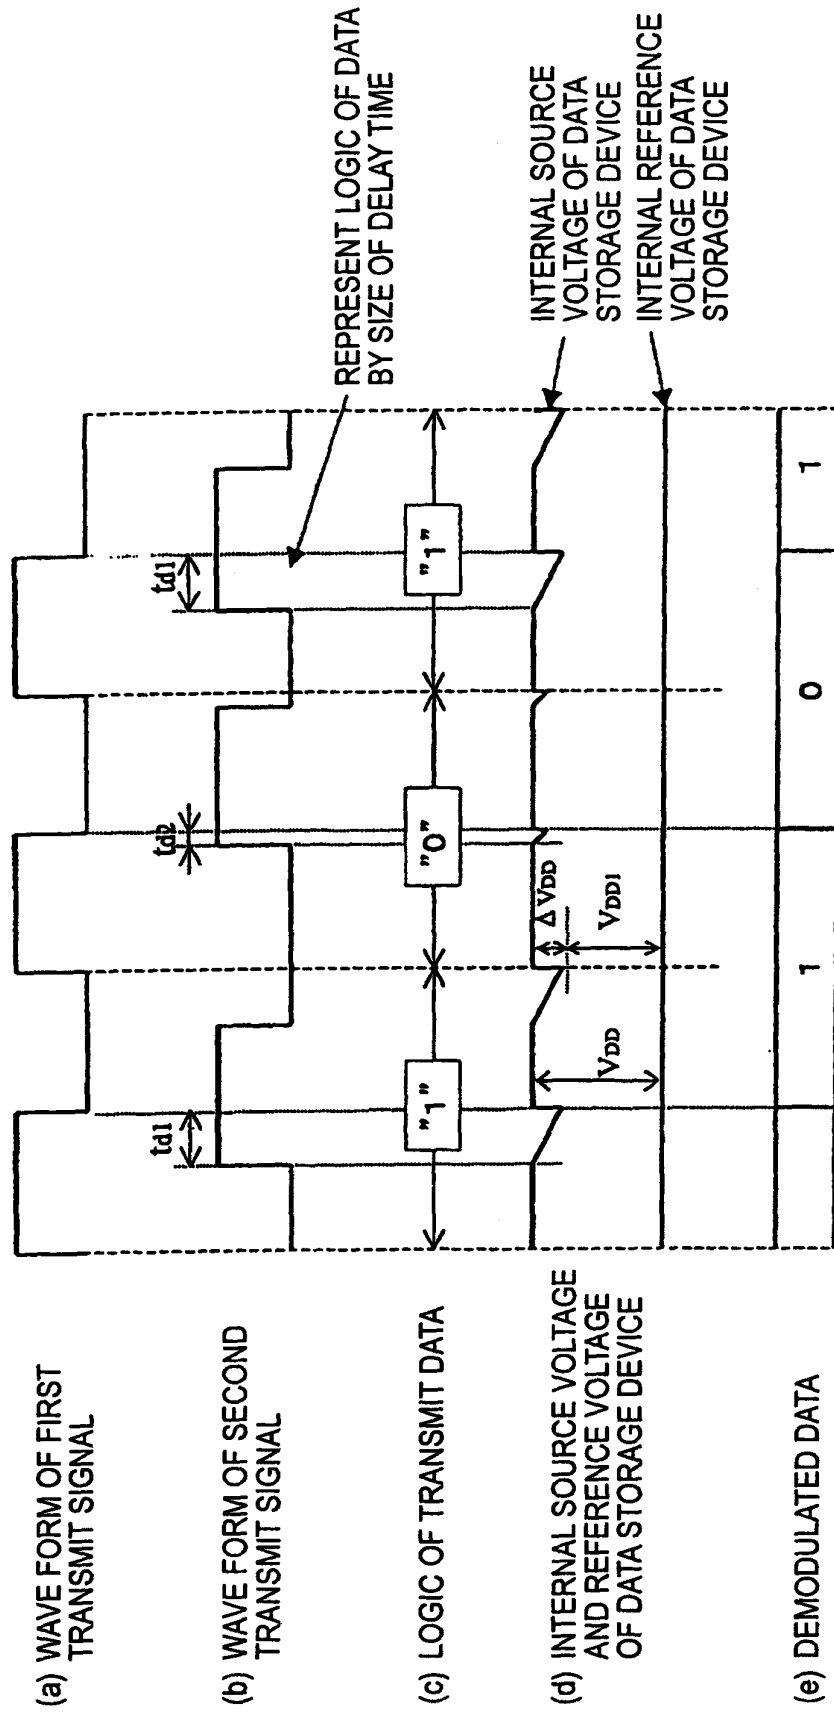 (a) WAVE FORM OF FIRST
TRANSMIT SIGNAL
(b) WAVE FORM OF SECOND
TRANSMIT SIGNAL
td1
td2
td1
REPRESENT LOGIC OF DATA
BY SIZE OF DELAY TIME
(c) LOGIC OF TRANSMIT DATA
"1"
"0"
"1"
(d) INTERNAL SOURCE VOLTAGE
AND REFERENCE VOLTAGE
OF DATA STORAGE DEVICE
VDD
Δ VDD
VDD1
INTERNAL SOURCE
VOLTAGE OF DATA
STORAGE DEVICE
INTERNAL REFERENCE
VOLTAGE OF DATA
STORAGE DEVICE
(e) DEMODULATED DATA
1
0
1